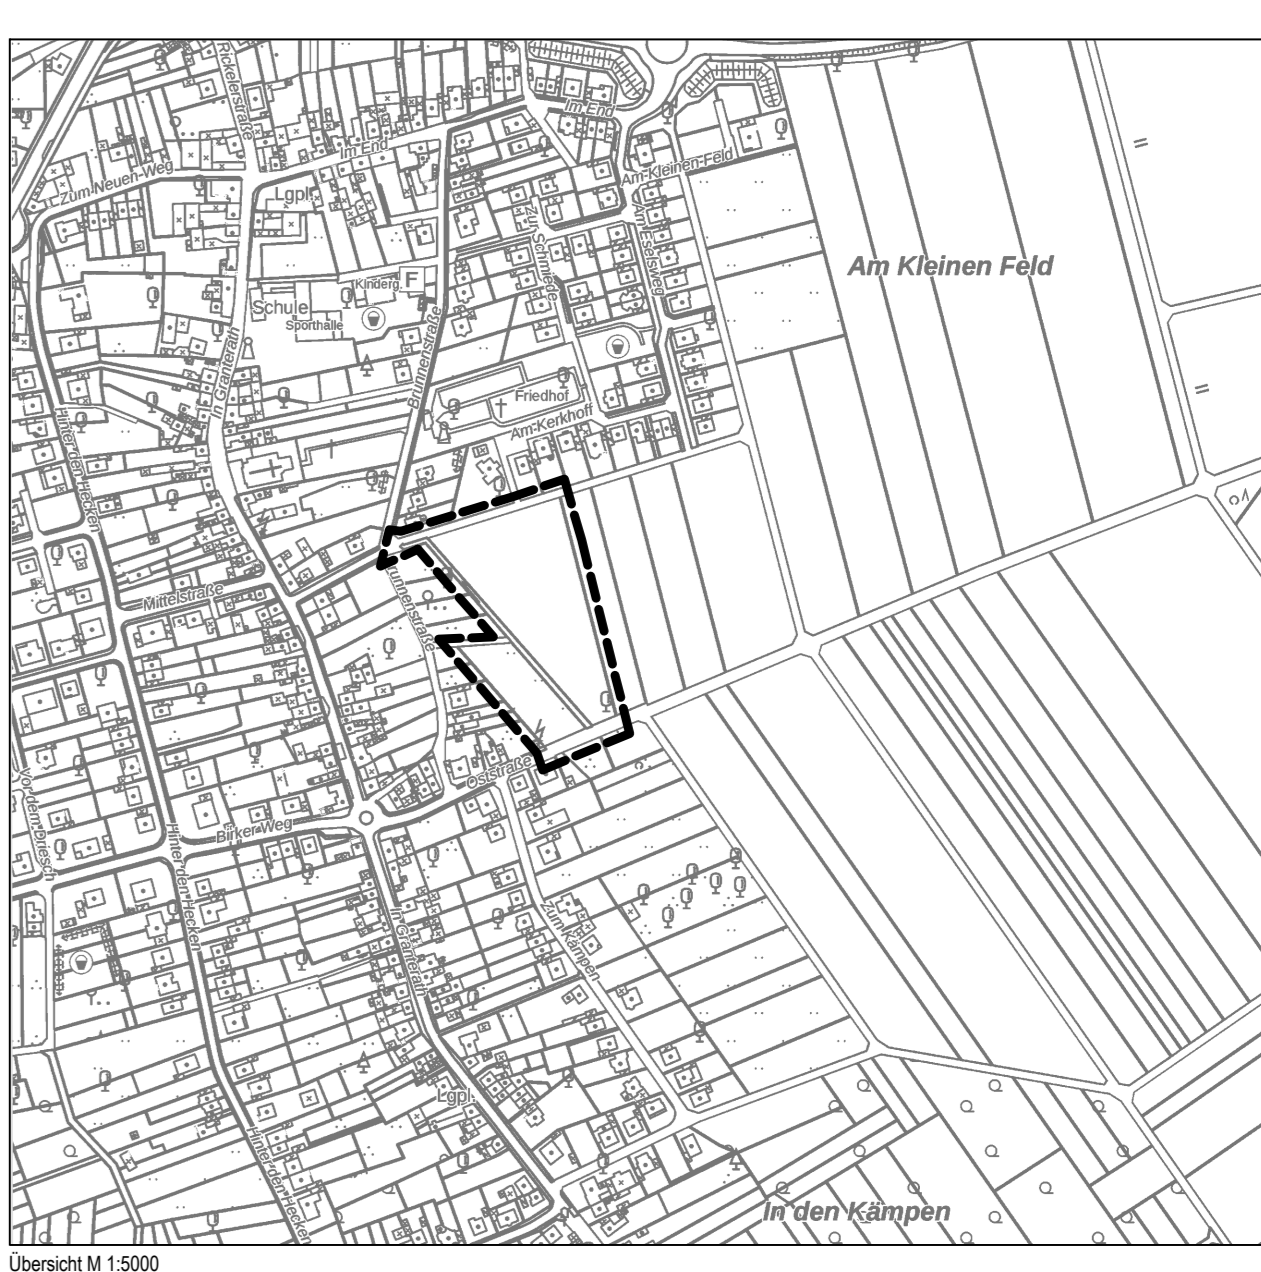 Rickelerstraße
Im End
Im End
Zum Neuen Weg
Lgpl.
Am Kleinen Feld
Zur Schmiede
Am Eselsweg
Am Kleinen Feld
Kinderg.
F
Schule
Sporthalle
In Granterath
Brunnenstraße
Friedhof
Am Kerkhoff
Hinter den Hecken
Mittelstraße
Brunnenstraße
Oststraße
Birker Weg
Vor dem Driesch
Hinter den Hecken
In Granterath
Zum Kämpen
Lgpl.
Hinter den Hecken
In den Kämpen
Übersicht M 1:5000